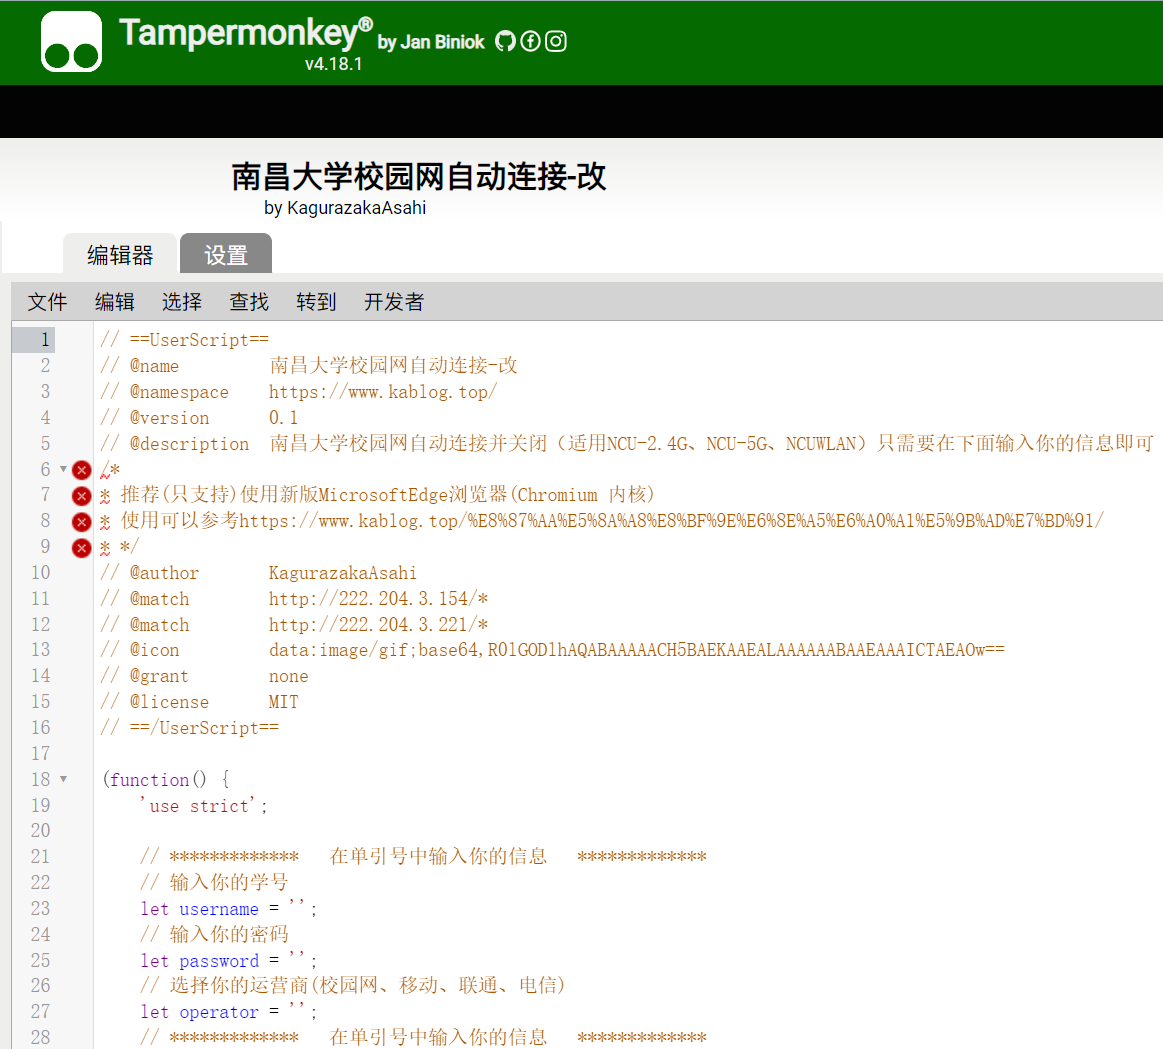 Tampermonkey® by Jan Biniok
v4.18.1
南昌大学校园网自动连接-改
by KagurazakaAsahi
编辑器 设置
文件 编辑 选择 查找 转到 开发者
1 // ==UserScript==
2 // @name 南昌大学校园网自动连接-改
3 // @namespace https://www.kablog.top/
4 // @version 0.1
5 // @description 南昌大学校园网自动连接并关闭（适用NCU-2.4G、NCU-5G、NCUWLAN）只需要在下面输入你的信息即可
6 /*
7 * 推荐(只支持)使用新版MicrosoftEdge浏览器(Chromium 内核)
8 * 使用可以参考https://www.kablog.top/%E8%87%AA%E5%8A%A8%E8%BF%9E%E6%8E%A5%E6%A0%A1%E5%9B%AD%E7%BD%91/
9 * */
10 // @author KagurazakaAsahi
11 // @match http://222.204.3.154/*
12 // @match http://222.204.3.221/*
13 // @icon data:image/gif;base64,R0lGODlhAQABAAAAACH5BAEKAAEALAAAAAABAAEAAAICTAEAOw==
14 // @grant none
15 // @license MIT
16 // ==/UserScript==
17
18 (function() {
19 'use strict';
20
21 // ************* 在单引号中输入你的信息 *************
22 // 输入你的学号
23 let username = '';
24 // 输入你的密码
25 let password = '';
26 // 选择你的运营商(校园网、移动、联通、电信)
27 let operator = '';
28 // ************* 在单引号中输入你的信息 *************